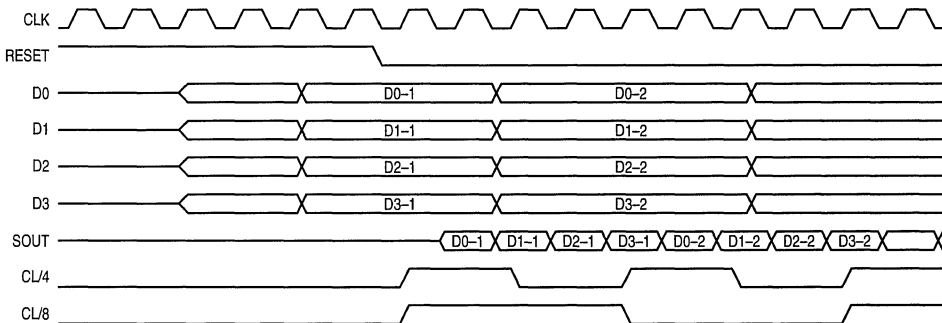 CLK
RESET
D0 D0–1 D0–2
D1 D1–1 D1–2
D2 D2–1 D2–2
D3 D3–1 D3–2
SOUT D0–1 D1–1 D2–1 D3–1 D0–2 D1–2 D2–2 D3–2
CL/4
CL/8